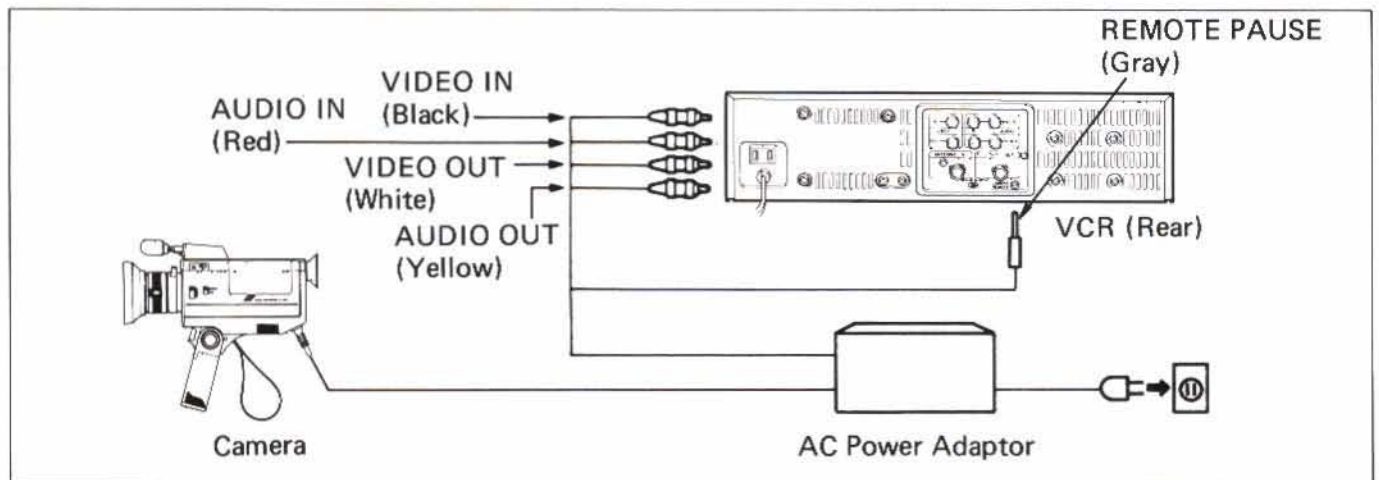 REMOTE PAUSE
(Gray)
VIDEO IN
(Black)
AUDIO IN
(Red)
VIDEO OUT
(White)
AUDIO OUT
(Yellow)
VCR (Rear)
Camera
AC Power Adaptor